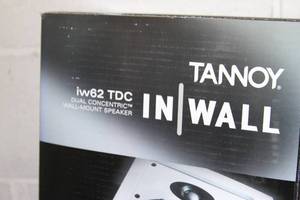 TANNOY®
iw62 TDC
DUAL CONCENTRIC™
WALL-MOUNT SPEAKER
IN|WALL